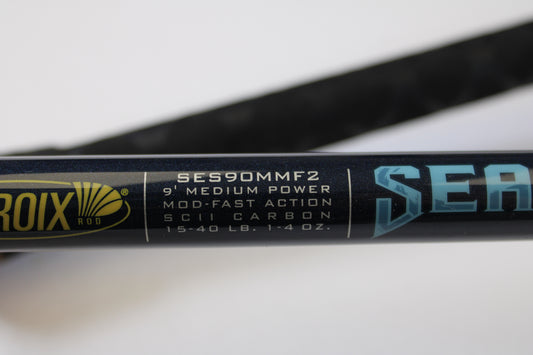 ROIX
ROD
®
SES90MMF2
9' MEDIUM POWER
MOD-FAST ACTION
SCII CARBON
15-40 LB. 1-4 OZ.
SEA